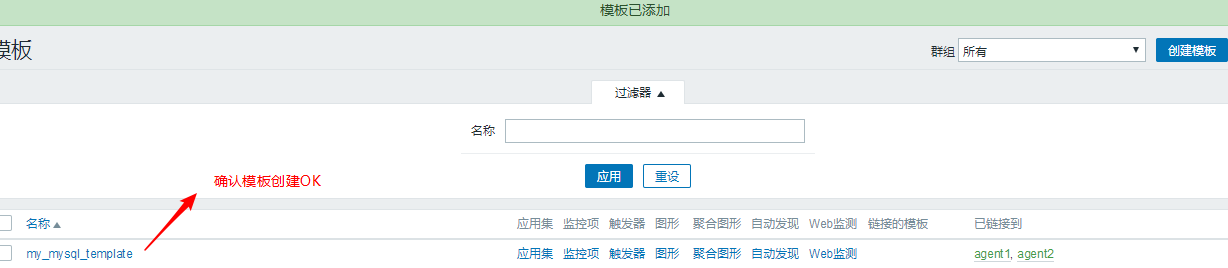 模板已添加
模板
群组 所有 创建模板
过滤器
名称
应用 重设
确认模板创建OK
名称 应用集 监控项 触发器 图形 聚合图形 自动发现 Web监测 链接的模板 已链接到
my_mysql_template 应用集 监控项 触发器 图形 聚合图形 自动发现 Web监测 agent1, agent2